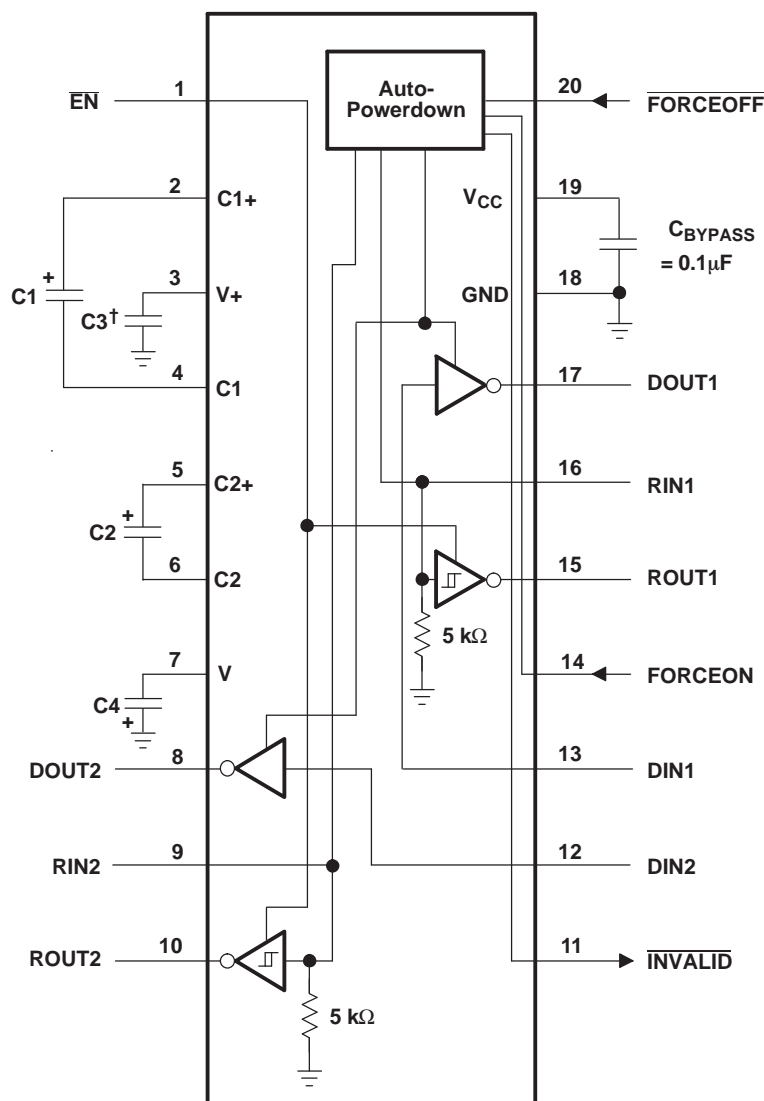 Auto-
Powerdown
EN
1
20
FORCEOFF
2
C1+
VCC
19
CBYPASS
= 0.1µF
+
C1
3
V+
C3†
GND
18
4
C1
17
DOUT1
5
C2+
16
RIN1
+
C2
6
C2
15
ROUT1
5 kΩ
7
V
C4
+
14
FORCEON
8
DOUT2
13
DIN1
9
RIN2
12
DIN2
10
ROUT2
11
INVALID
5 kΩ